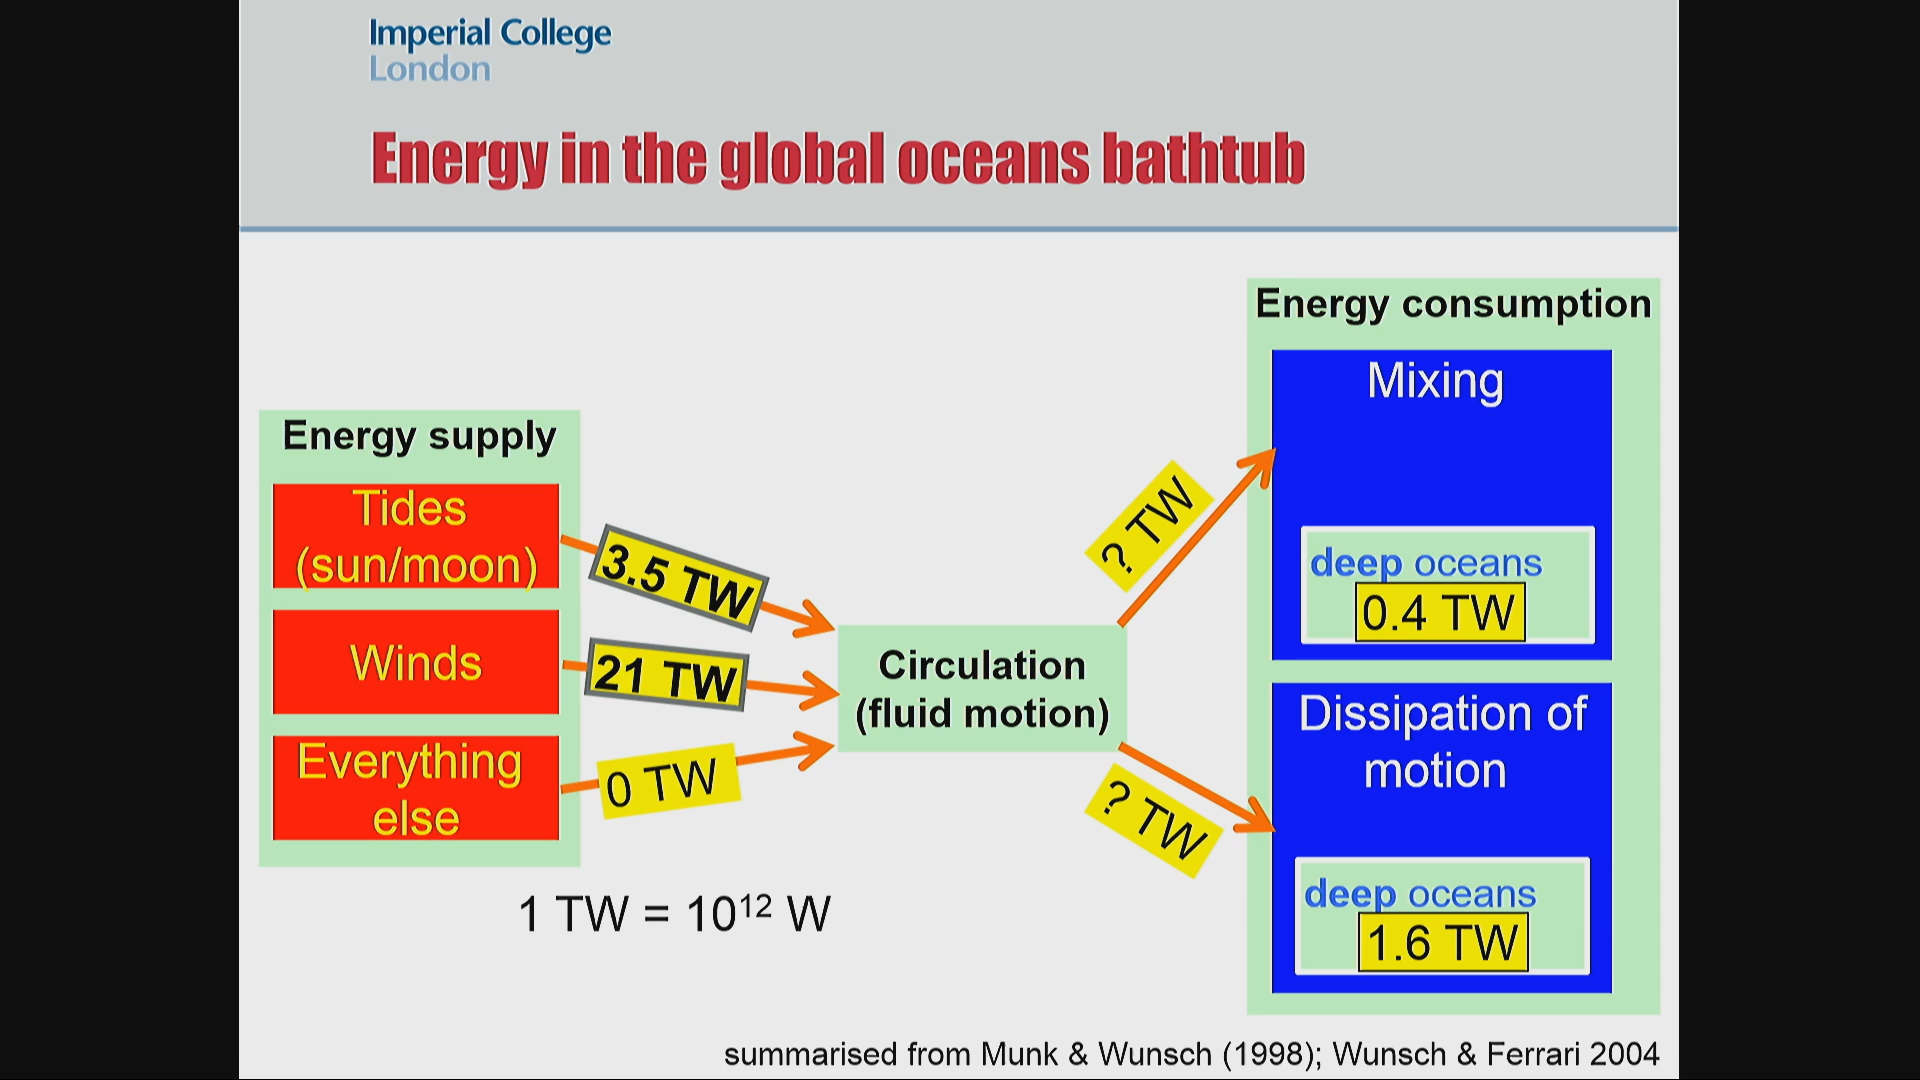 Imperial College
London
Energy in the global oceans bathtub
Energy supply
Tides
(sun/moon)
Winds
Everything
else
3.5 TW
21 TW
0 TW
1 TW = 10¹² W
Circulation
(fluid motion)
? TW
? TW
Energy consumption
Mixing
deep oceans
0.4 TW
Dissipation of
motion
deep oceans
1.6 TW
summarised from Munk & Wunsch (1998); Wunsch & Ferrari 2004